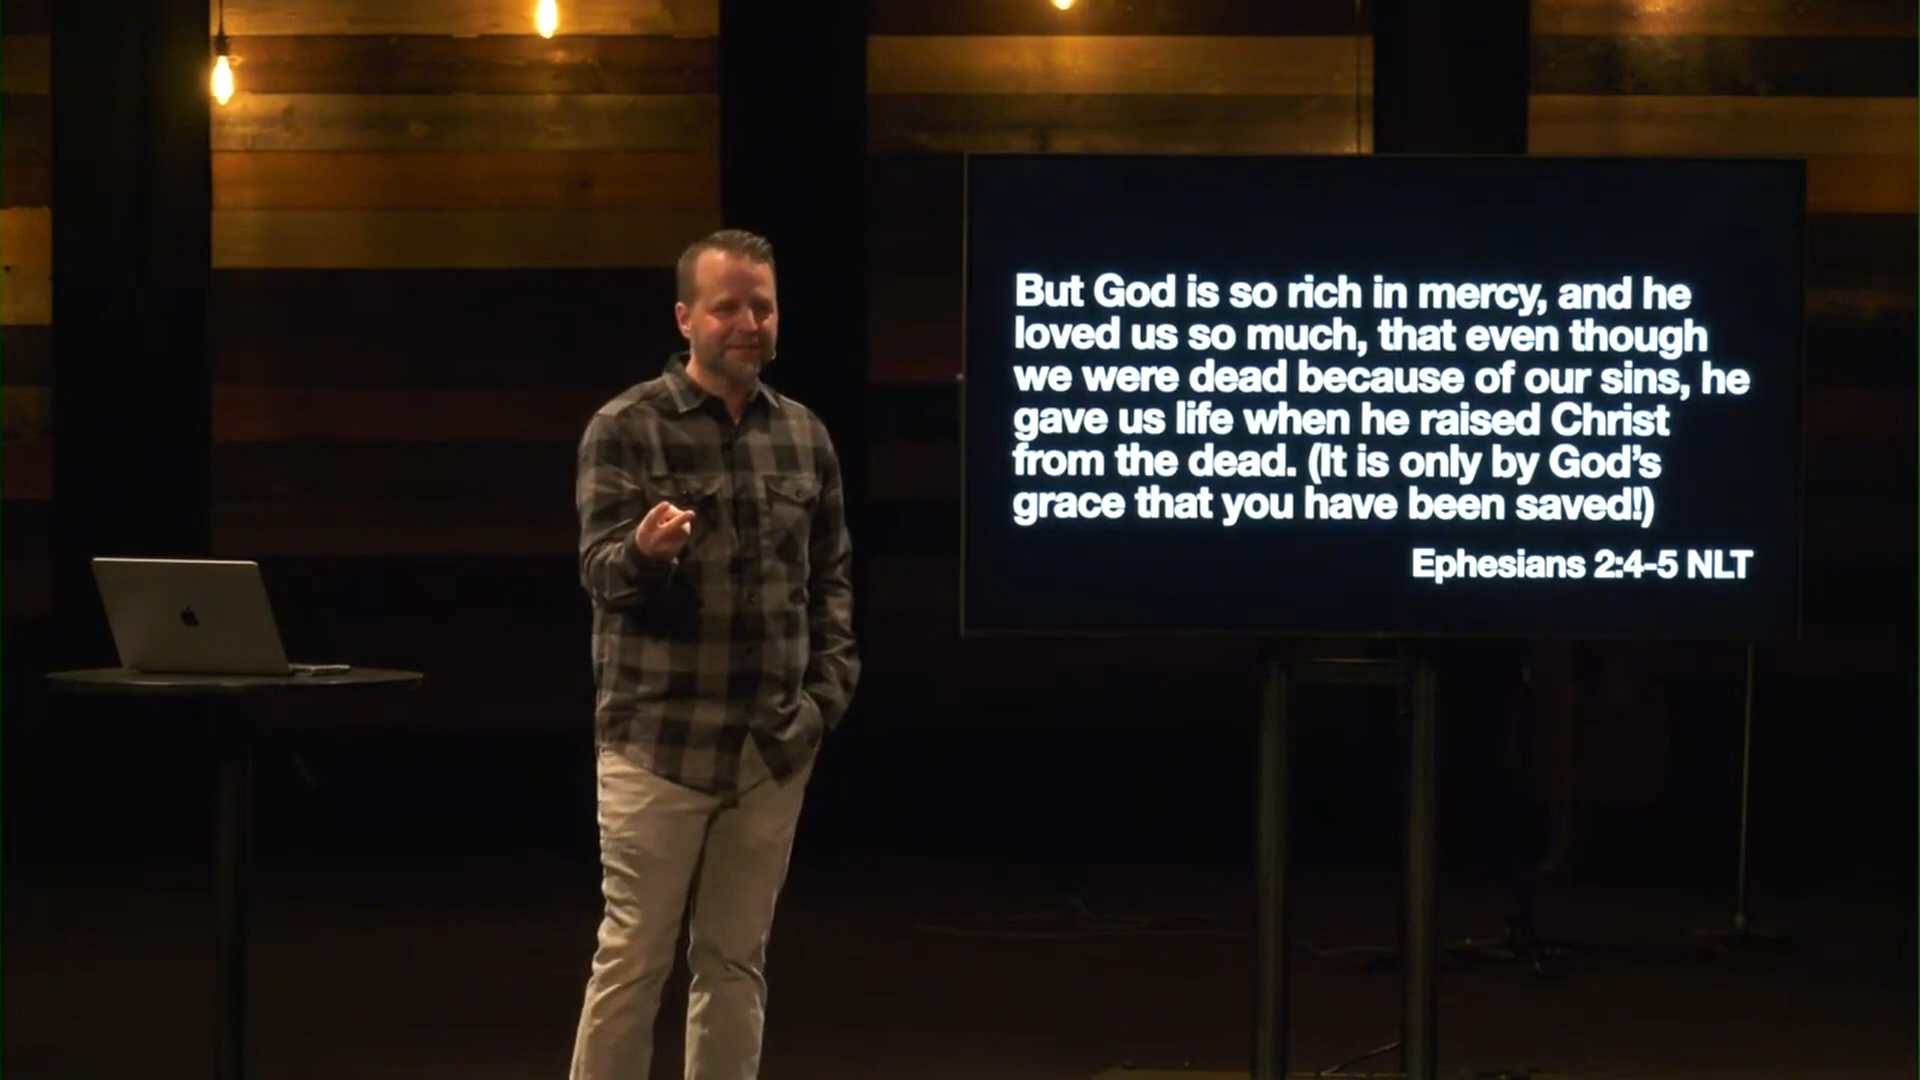 But God is so rich in mercy, and he
loved us so much, that even though
we were dead because of our sins, he
gave us life when he raised Christ
from the dead. (It is only by God’s
grace that you have been saved!)
Ephesians 2:4-5 NLT